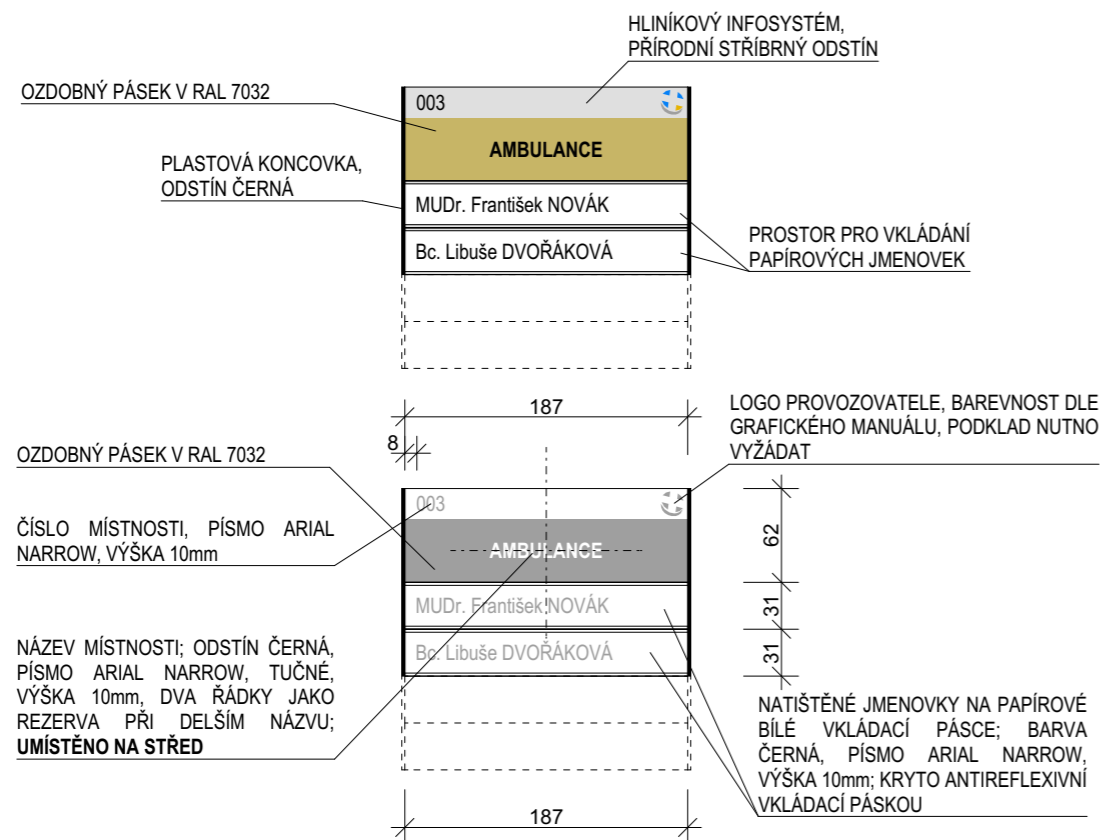 HLINÍKOVÝ INFOSYSTÉM,
PŘÍRODNÍ STŘÍBRNÝ ODSTÍN
OZDOBNÝ PÁSEK V RAL 7032
003
AMBULANCE
PLASTOVÁ KONCOVKA,
ODSTÍN ČERNÁ
MUDr. František NOVÁK
Bc. Libuše DVOŘÁKOVÁ
PROSTOR PRO VKLÁDÁNÍ
PAPÍROVÝCH JMENOVEK
187
8
LOGO PROVOZOVATELE, BAREVNOST DLE
GRAFICKÉHO MANUÁLU, PODKLAD NUTNO
VYŽÁDAT
OZDOBNÝ PÁSEK V RAL 7032
003
ČÍSLO MÍSTNOSTI, PÍSMO ARIAL
NARROW, VÝŠKA 10mm
AMBULANCE
62
MUDr. František NOVÁK
31
Bc. Libuše DVOŘÁKOVÁ
31
NÁZEV MÍSTNOSTI; ODSTÍN ČERNÁ,
PÍSMO ARIAL NARROW, TUČNÉ,
VÝŠKA 10mm, DVA ŘÁDKY JAKO
REZERVA PŘI DELŠÍM NÁZVU;
UMÍSTĚNO NA STŘED
NATIŠTĚNÉ JMENOVKY NA PAPÍROVÉ
BÍLÉ VKLÁDACÍ PÁSCE; BARVA
ČERNÁ, PÍSMO ARIAL NARROW,
VÝŠKA 10mm; KRYTO ANTIREFLEXIVNÍ
VKLÁDACÍ PÁSKOU
187